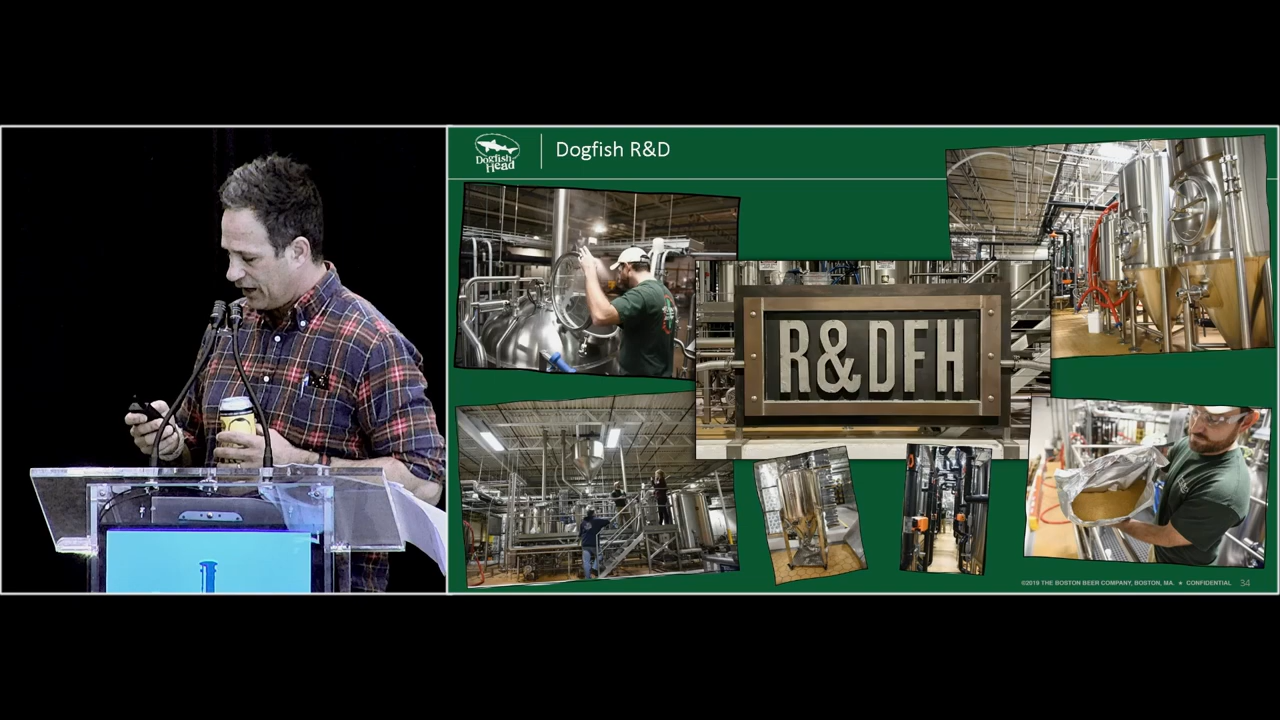 Dogfish
Head
Dogfish R&D
R&DFH
©2019 THE BOSTON BEER COMPANY, BOSTON, MA. ★ CONFIDENTIAL 34